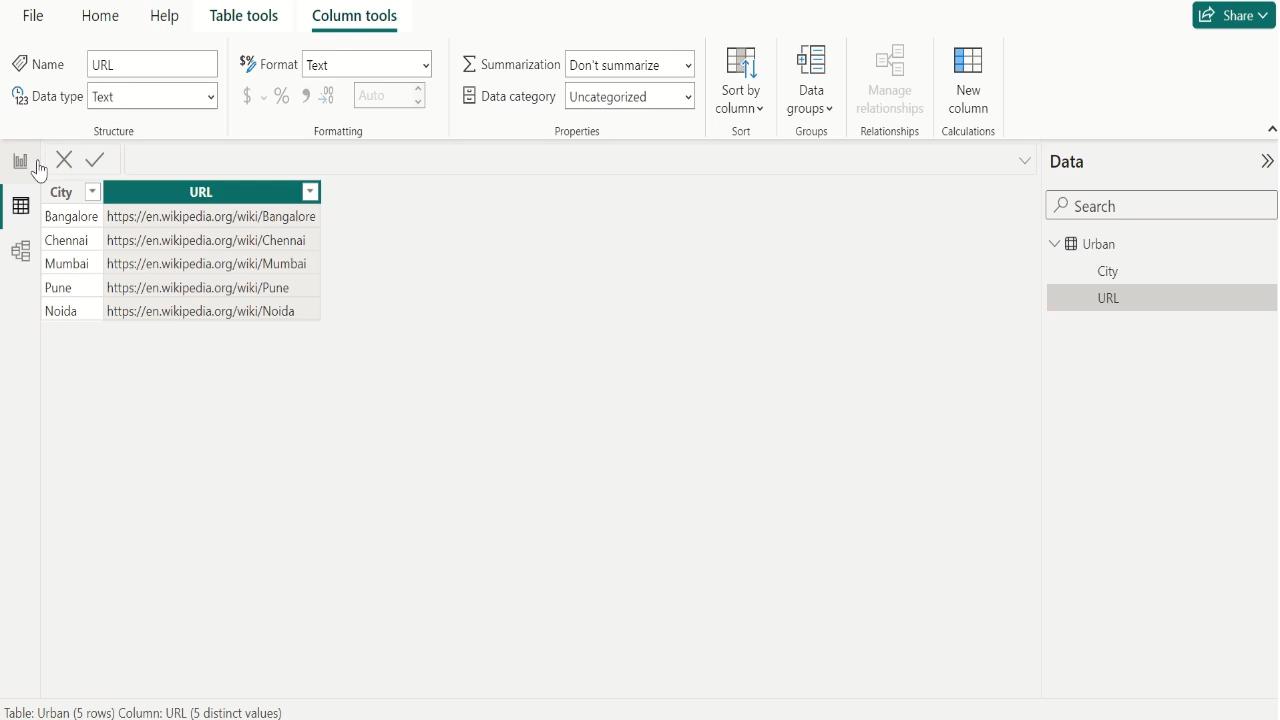 File Home Help Table tools Column tools Share
Name URL $% Format Text Summarization Don't summarize
Sort by column Data groups Manage relationships New column
123 Data type Text $ % , .00 →0 Auto Data category Uncategorized
Structure Formatting Properties Sort Groups Relationships Calculations
Data
City URL
Search
Bangalore https://en.wikipedia.org/wiki/Bangalore
Chennai https://en.wikipedia.org/wiki/Chennai
Urban
Mumbai https://en.wikipedia.org/wiki/Mumbai
City
Pune https://en.wikipedia.org/wiki/Pune
URL
Noida https://en.wikipedia.org/wiki/Noida
Table: Urban (5 rows) Column: URL (5 distinct values)